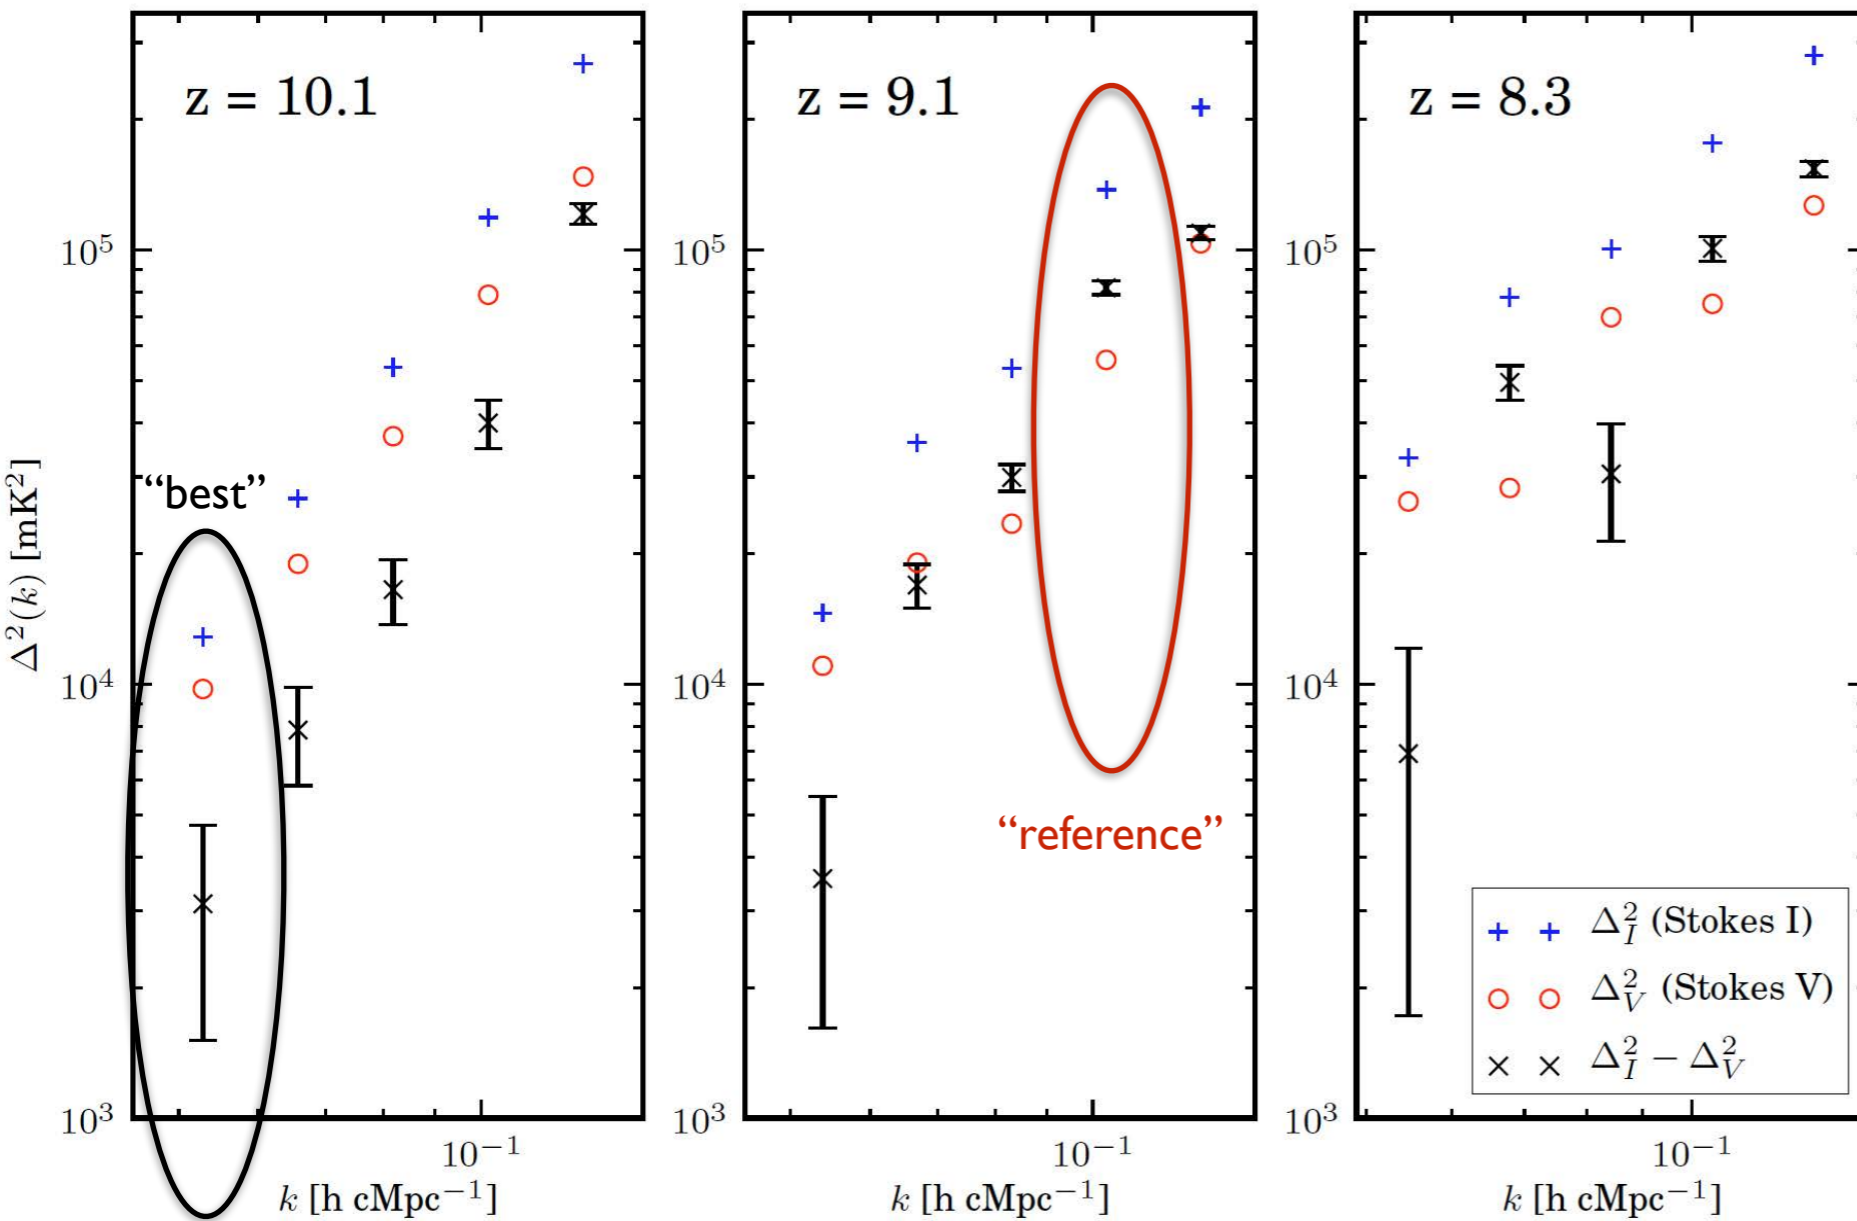 z = 10.1
z = 9.1
z = 8.3
10^5
10^4
10^3
10^5
10^4
10^3
10^5
10^4
10^3
Δ^2(k) [mK^2]
“best”
“reference”
Δ_I^2 (Stokes I)
Δ_V^2 (Stokes V)
Δ_I^2 − Δ_V^2
10^−1
10^−1
10^−1
k [h cMpc^−1]
k [h cMpc^−1]
k [h cMpc^−1]